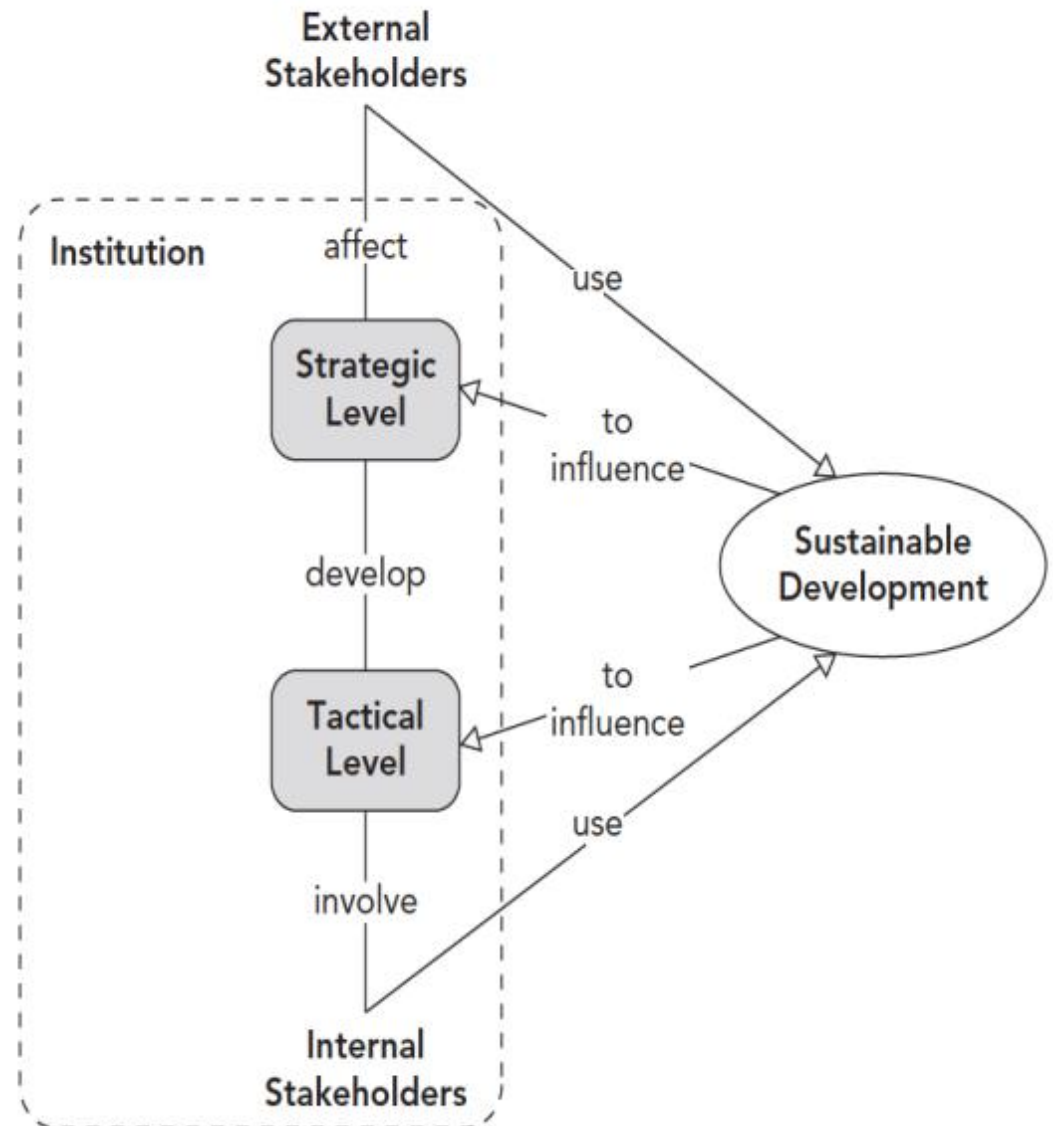 External
Stakeholders
Institution
affect
use
Strategic
Level
to
influence
Sustainable
Development
develop
to
influence
Tactical
Level
use
involve
Internal
Stakeholders